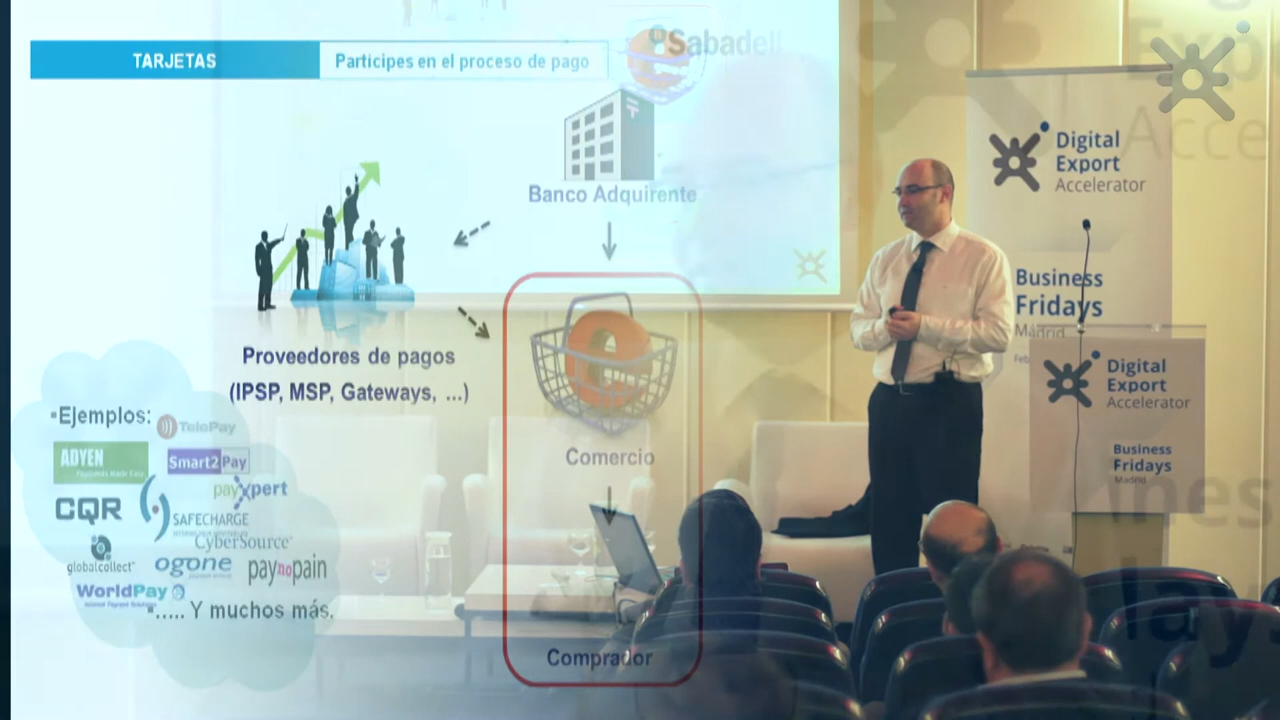 TARJETAS
Partícipes en el proceso de pago
Sabadell
Banco Adquirente
Proveedores de pagos
(IPSP, MSP, Gateways, ...)
Ejemplos:
TelePay
ADYEN
Smart2Pay
payXpert
CQR
SAFECHARGE
CyberSource
globalcollect
ogone
paynopain
WorldPay
..... Y muchos más.
Comercio
Comprador
Digital
Export
Accelerator
Business
Fridays
Madrid
Digital
Export
Accelerator
Business
Fridays
Madrid